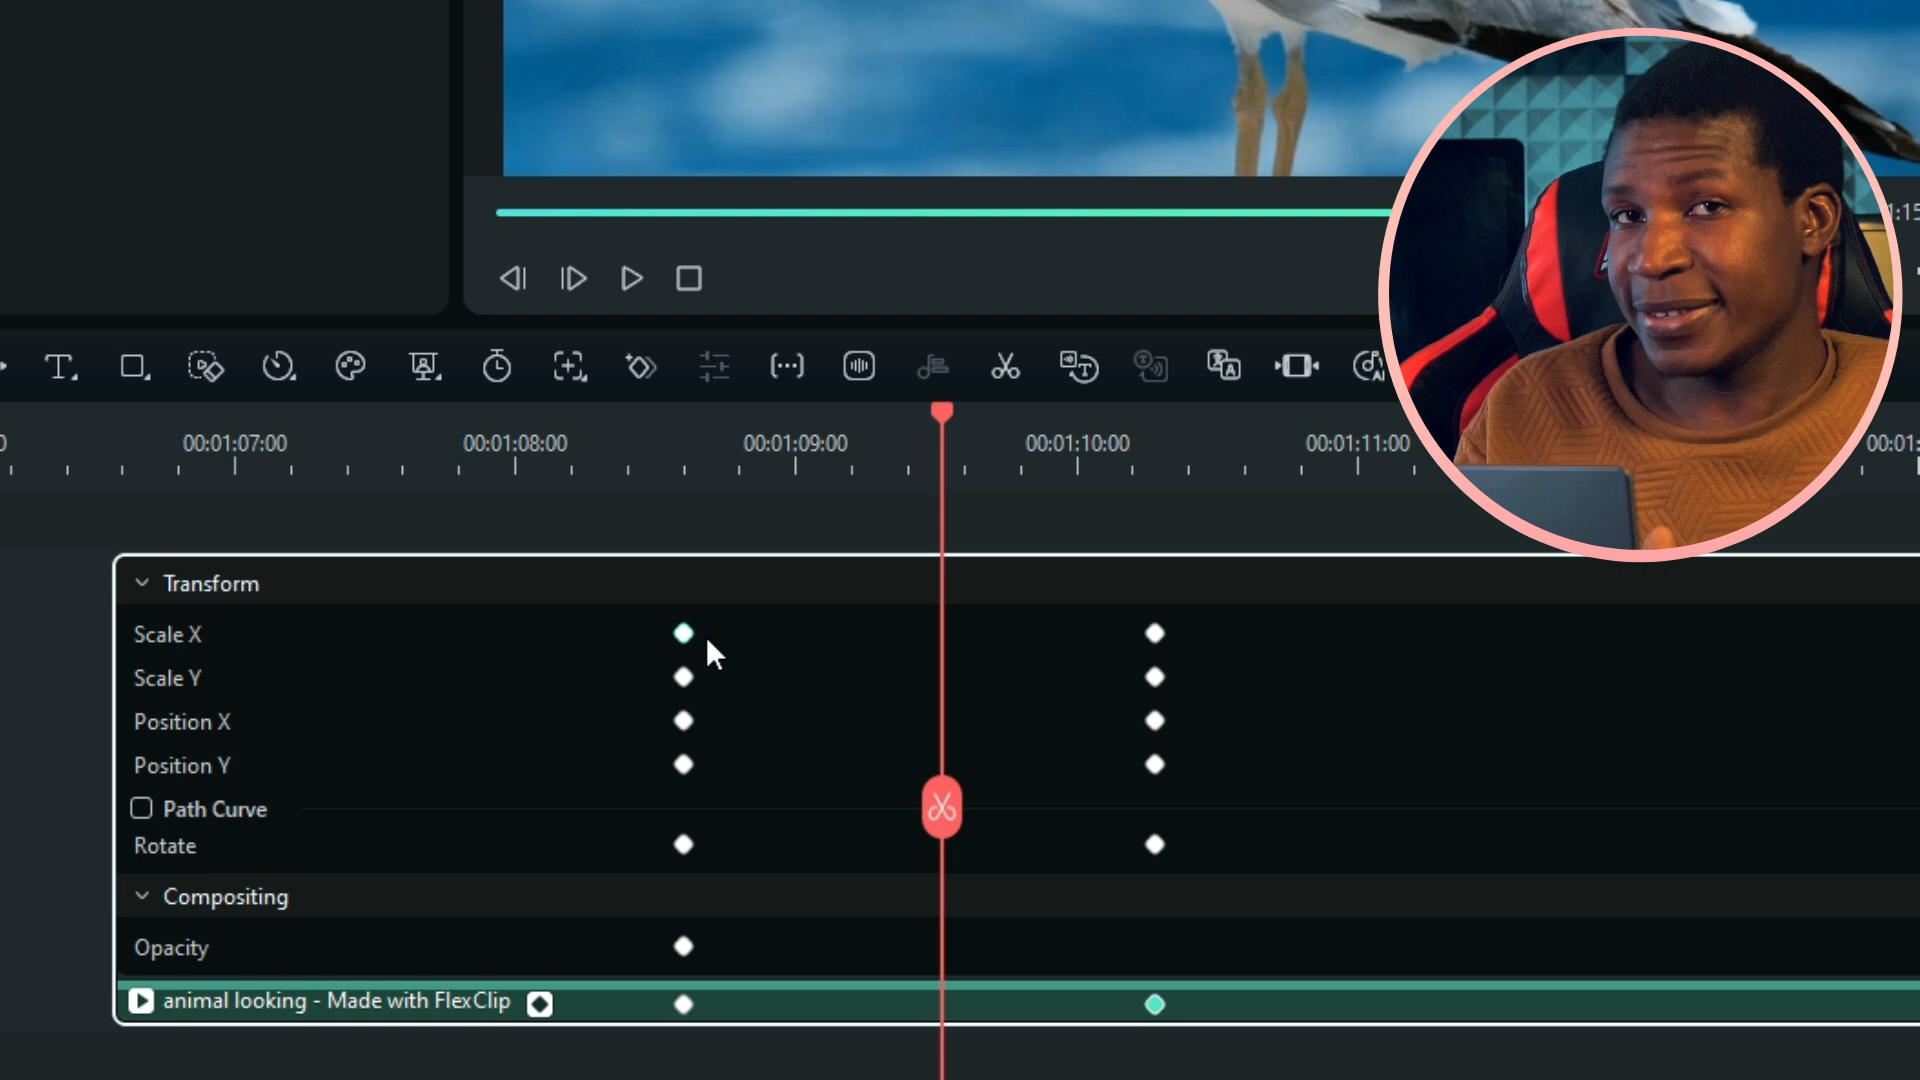 00:01:07:00 00:01:08:00 00:01:09:00 00:01:10:00 00:01:11:00
Transform
Scale X
Scale Y
Position X
Position Y
Path Curve
Rotate
Compositing
Opacity
animal looking - Made with FlexClip